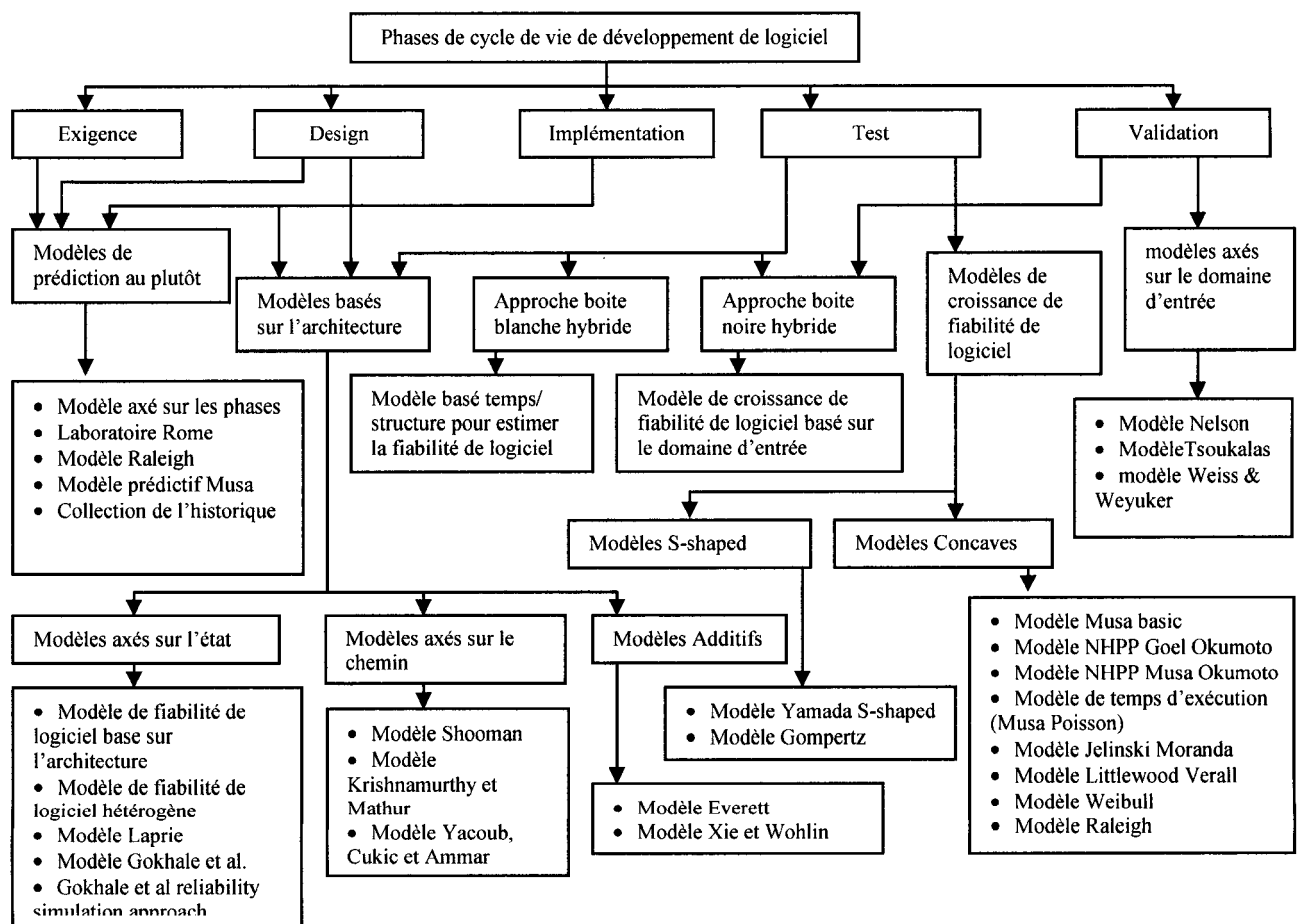 Phases de cycle de vie de développement de logiciel
Exigence
Design
Implémentation
Test
Validation
Modèles de
prédiction au plutôt
Modèles basés
sur l'architecture
Approche boite
blanche hybride
Approche boite
noire hybride
Modèles de
croissance de
fiabilité de
logiciel
modèles axés
sur le domaine
d'entrée
• Modèle axé sur les phases
• Laboratoire Rome
• Modèle Raleigh
• Modèle prédictif Musa
• Collection de l'historique
Modèle basé temps/
structure pour estimer
la fiabilité de logiciel
Modèle de croissance de
fiabilité de logiciel basé sur
le domaine d'entrée
• Modèle Nelson
• ModèleTsoukalas
• modèle Weiss &
Weyuker
Modèles S-shaped
Modèles Concaves
Modèles axés sur l'état
Modèles axés sur le
chemin
Modèles Additifs
• Modèle de fiabilité de
logiciel base sur
l'architecture
• Modèle de fiabilité de
logiciel hétérogène
• Modèle Laprie
• Modèle Gokhale et al.
• Gokhale et al reliability
simulation approach
• Modèle Shooman
• Modèle
Krishnamurthy et
Mathur
• Modèle Yacoub,
Cukic et Ammar
• Modèle Everett
• Modèle Xie et Wohlin
• Modèle Yamada S-shaped
• Modèle Gompertz
• Modèle Musa basic
• Modèle NHPP Goel Okumoto
• Modèle NHPP Musa Okumoto
• Modèle de temps d'exécution
(Musa Poisson)
• Modèle Jelinski Moranda
• Modèle Littlewood Verall
• Modèle Weibull
• Modèle Raleigh